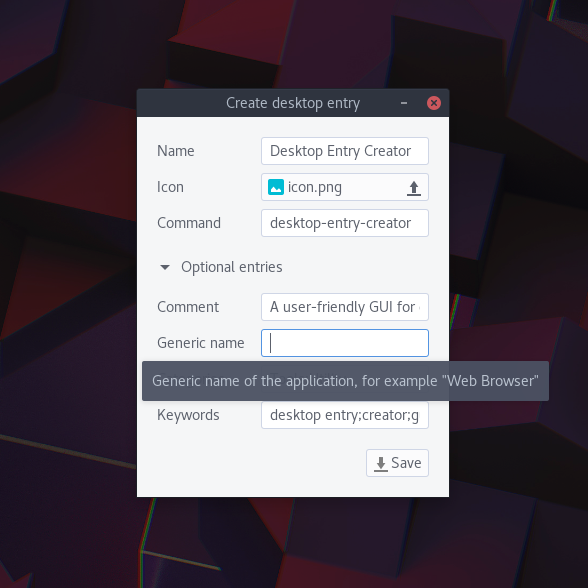 Create desktop entry
Name Desktop Entry Creator
Icon icon.png
Command desktop-entry-creator
Optional entries
Comment A user-friendly GUI for
Generic name
Generic name of the application, for example "Web Browser"
Keywords desktop entry;creator;g
Save